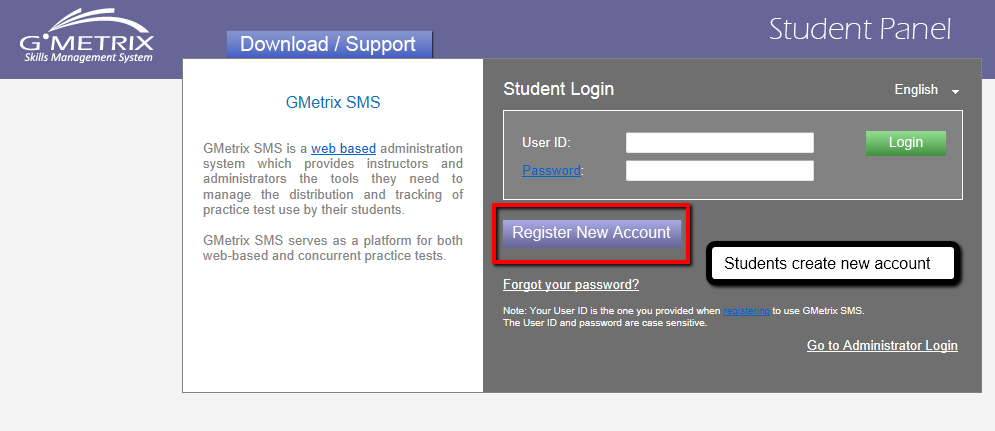 G METRIX
Skills Management System
Student Panel
Download / Support
GMetrix SMS
GMetrix SMS is a web based administration
system which provides instructors and
administrators the tools they need to
manage the distribution and tracking of
practice test use by their students.
GMetrix SMS serves as a platform for both
web-based and concurrent practice tests.
Student Login
English
User ID:
Login
Password:
Register New Account
Students create new account
Forgot your password?
Note: Your User ID is the one you provided when registering to use GMetrix SMS.
The User ID and password are case sensitive.
Go to Administrator Login